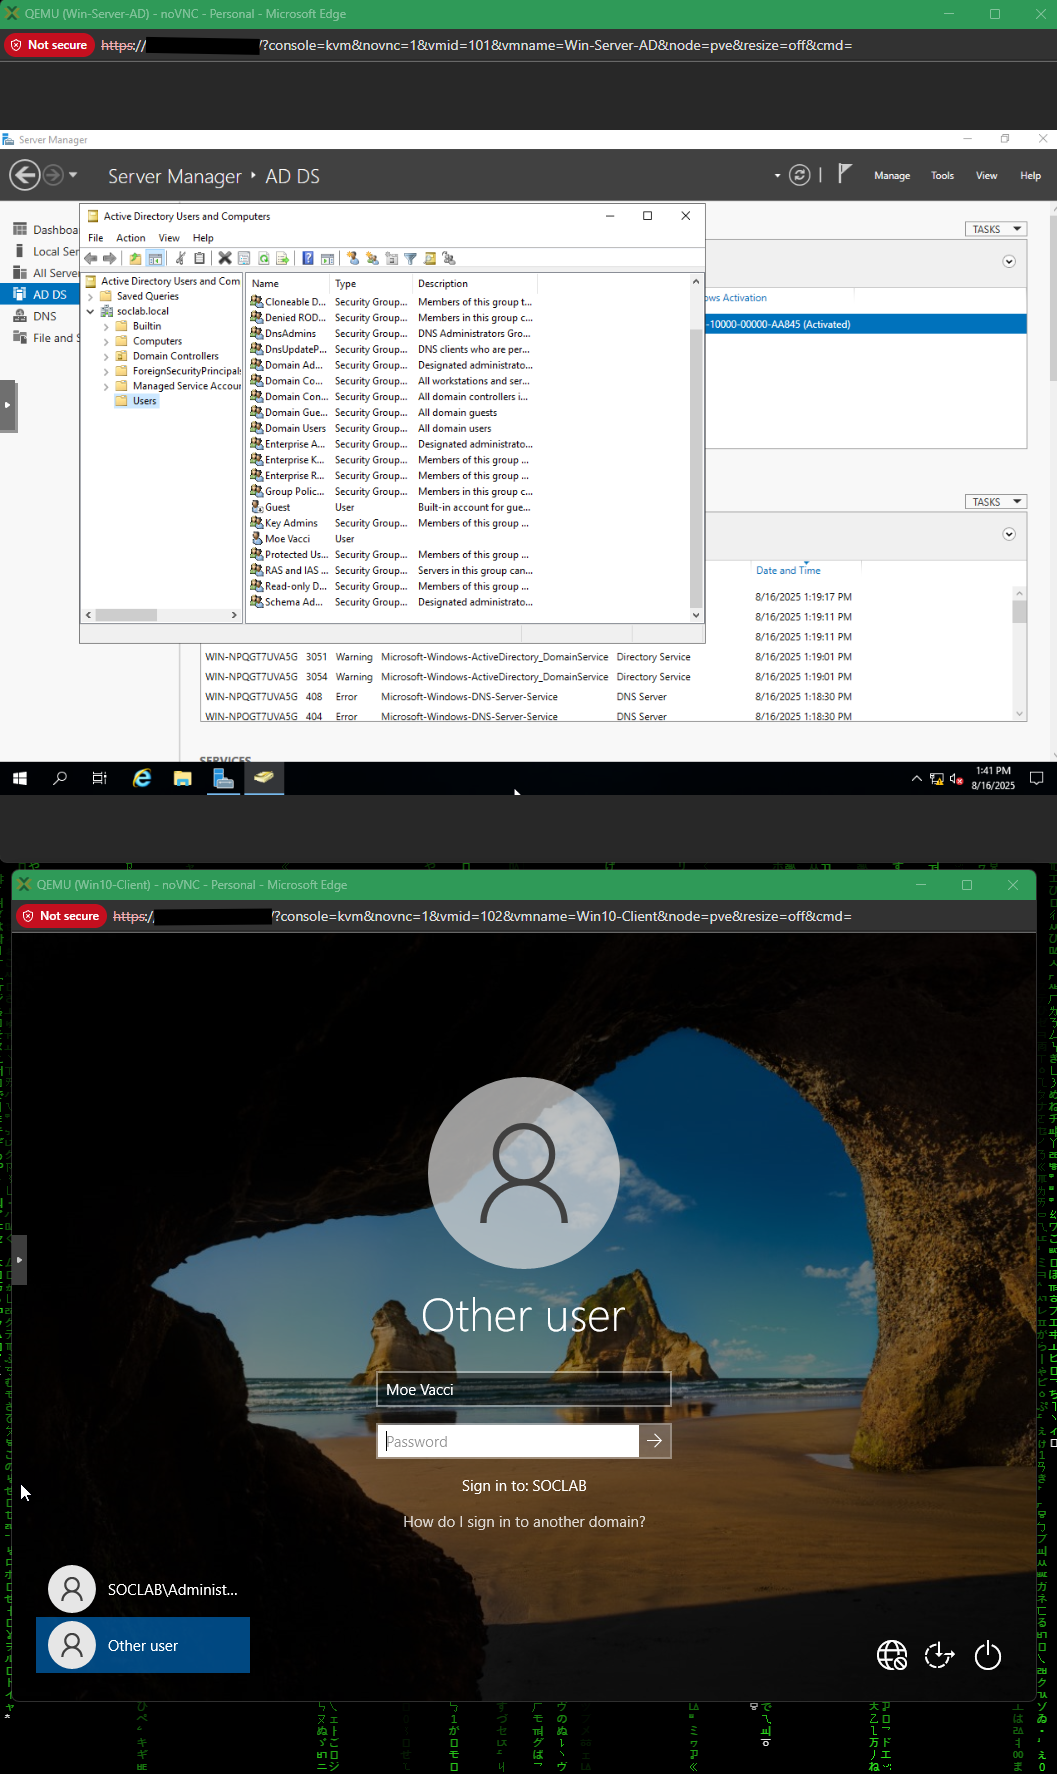 QEMU (Win-Server-AD) - noVNC - Personal - Microsoft Edge
Not secure https:// /?console=kvm&novnc=1&vmid=101&vmname=Win-Server-AD&node=pve&resize=off&cmd=
Server Manager
Server Manager • AD DS
Manage Tools View Help
Dashboa
Local Ser
All Server
AD DS
DNS
File and S
Active Directory Users and Computers
File Action View Help
Active Directory Users and Com
Saved Queries
soclab.local
Builtin
Computers
Domain Controllers
ForeignSecurityPrincipals
Managed Service Accour
Users
Name Type Description
Cloneable D... Security Group... Members of this group t...
Denied ROD... Security Group... Members in this group c...
DnsAdmins Security Group... DNS Administrators Gro...
DnsUpdateP... Security Group... DNS clients who are per...
Domain Ad... Security Group... Designated administrato...
Domain Co... Security Group... All workstations and ser...
Domain Con... Security Group... All domain controllers i...
Domain Gue... Security Group... All domain guests
Domain Users Security Group... All domain users
Enterprise A... Security Group... Designated administrato...
Enterprise K... Security Group... Members of this group ...
Enterprise R... Security Group... Members of this group ...
Group Polic... Security Group... Members in this group c...
Guest User Built-in account for gue...
Key Admins Security Group... Members of this group ...
Moe Vacci User
Protected Us... Security Group... Members of this group ...
RAS and IAS ... Security Group... Servers in this group can...
Read-only D... Security Group... Members of this group ...
Schema Ad... Security Group... Designated administrato...
TASKS
ows Activation
-10000-00000-AA845 (Activated)
TASKS
Date and Time
8/16/2025 1:19:17 PM
8/16/2025 1:19:11 PM
8/16/2025 1:19:11 PM
WIN-NPQGT7UVA5G 3051 Warning Microsoft-Windows-ActiveDirectory_DomainService Directory Service 8/16/2025 1:19:01 PM
WIN-NPQGT7UVA5G 3054 Warning Microsoft-Windows-ActiveDirectory_DomainService Directory Service 8/16/2025 1:19:01 PM
WIN-NPQGT7UVA5G 408 Error Microsoft-Windows-DNS-Server-Service DNS Server 8/16/2025 1:18:30 PM
WIN-NPQGT7UVA5G 404 Error Microsoft-Windows-DNS-Server-Service DNS Server 8/16/2025 1:18:30 PM
SERVICES
1:41 PM
8/16/2025
QEMU (Win10-Client) - noVNC - Personal - Microsoft Edge
Not secure https:/ /?console=kvm&novnc=1&vmid=102&vmname=Win10-Client&node=pve&resize=off&cmd=
Other user
Moe Vacci
Password
Sign in to: SOCLAB
How do I sign in to another domain?
SOCLAB\Administ...
Other user